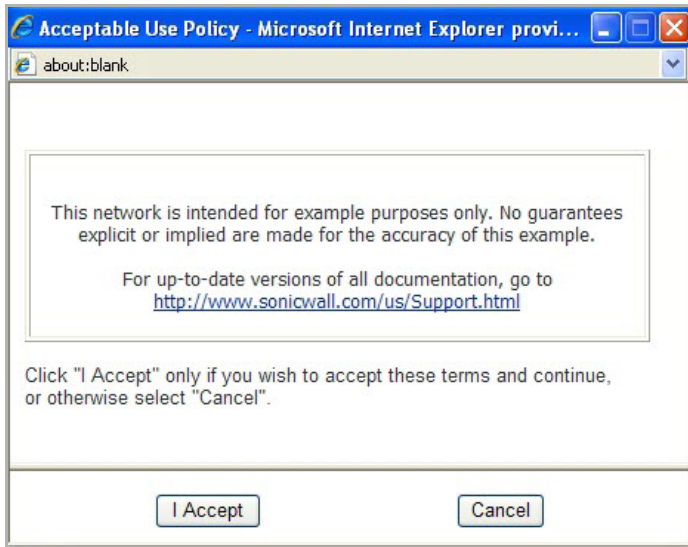 Acceptable Use Policy - Microsoft Internet Explorer provi...
about:blank
This network is intended for example purposes only. No guarantees
explicit or implied are made for the accuracy of this example.
For up-to-date versions of all documentation, go to
http://www.sonicwall.com/us/Support.html
Click "I Accept" only if you wish to accept these terms and continue,
or otherwise select "Cancel".
I Accept
Cancel